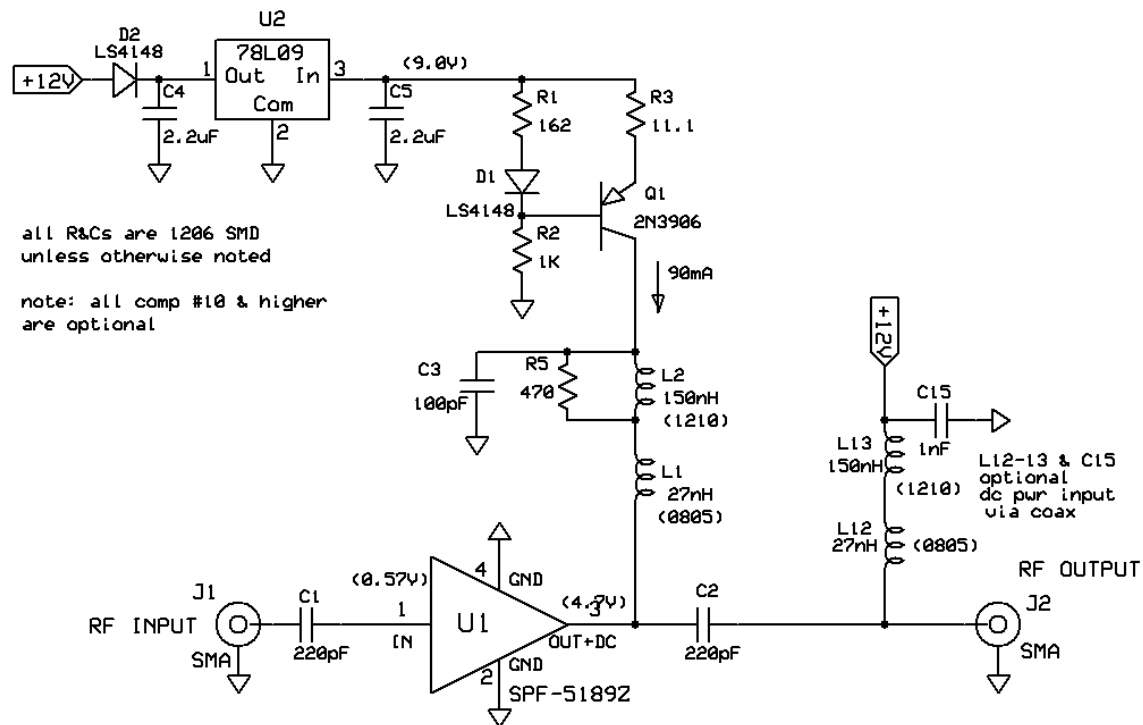 U2
D2
LS4148
78L09
+12V
1
Out
In
3
(9.0V)
Com
2
C4
2.2uF
C5
2.2uF
R1
162
R3
11.1
D1
LS4148
Q1
2N3906
R2
1K
90mA
all R&Cs are 1206 SMD
unless otherwise noted
note: all comp #10 & higher
are optional
+12V
C3
100pF
R5
470
L2
150nH
(1210)
C15
1nF
L13
150nH
(1210)
L12-13 & C15
optional
dc pwr input
via coax
L1
27nH
(0805)
L12
27nH
(0805)
RF INPUT
J1
SMA
C1
220pF
(0.57V)
1
IN
U1
4
GND
2
GND
SPF-5189Z
(4.7V)
3
OUT+DC
C2
220pF
RF OUTPUT
J2
SMA